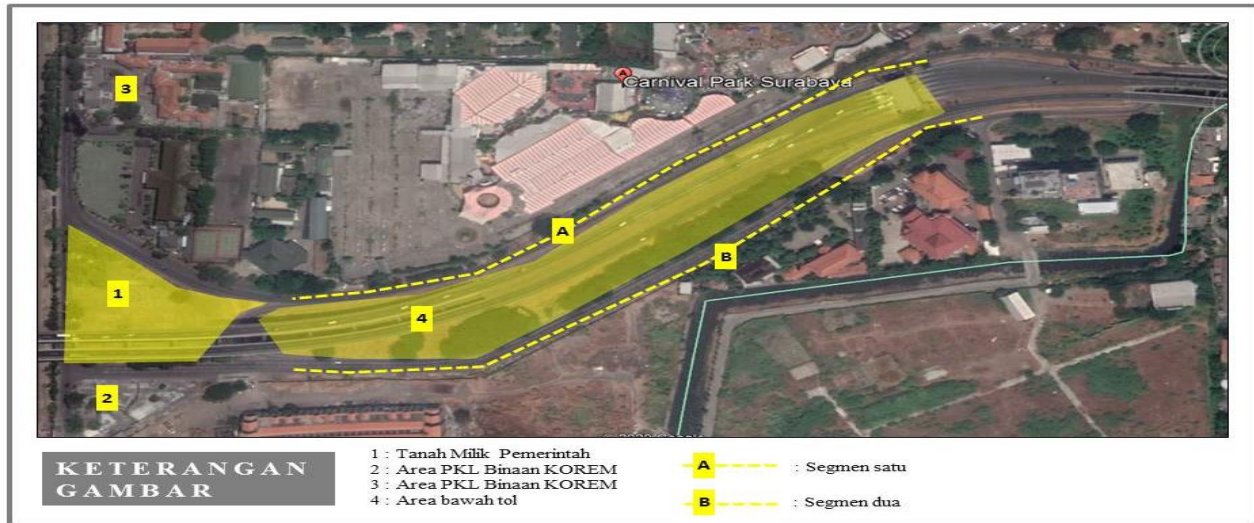 Carnival Park Surabaya
A
3
A
1
B
4
2
KETERANGAN
GAMBAR
1 : Tanah Milik Pemerintah
2 : Area PKL Binaan KOREM
3 : Area PKL Binaan KOREM
4 : Area bawah tol
A : Segmen satu
B : Segmen dua